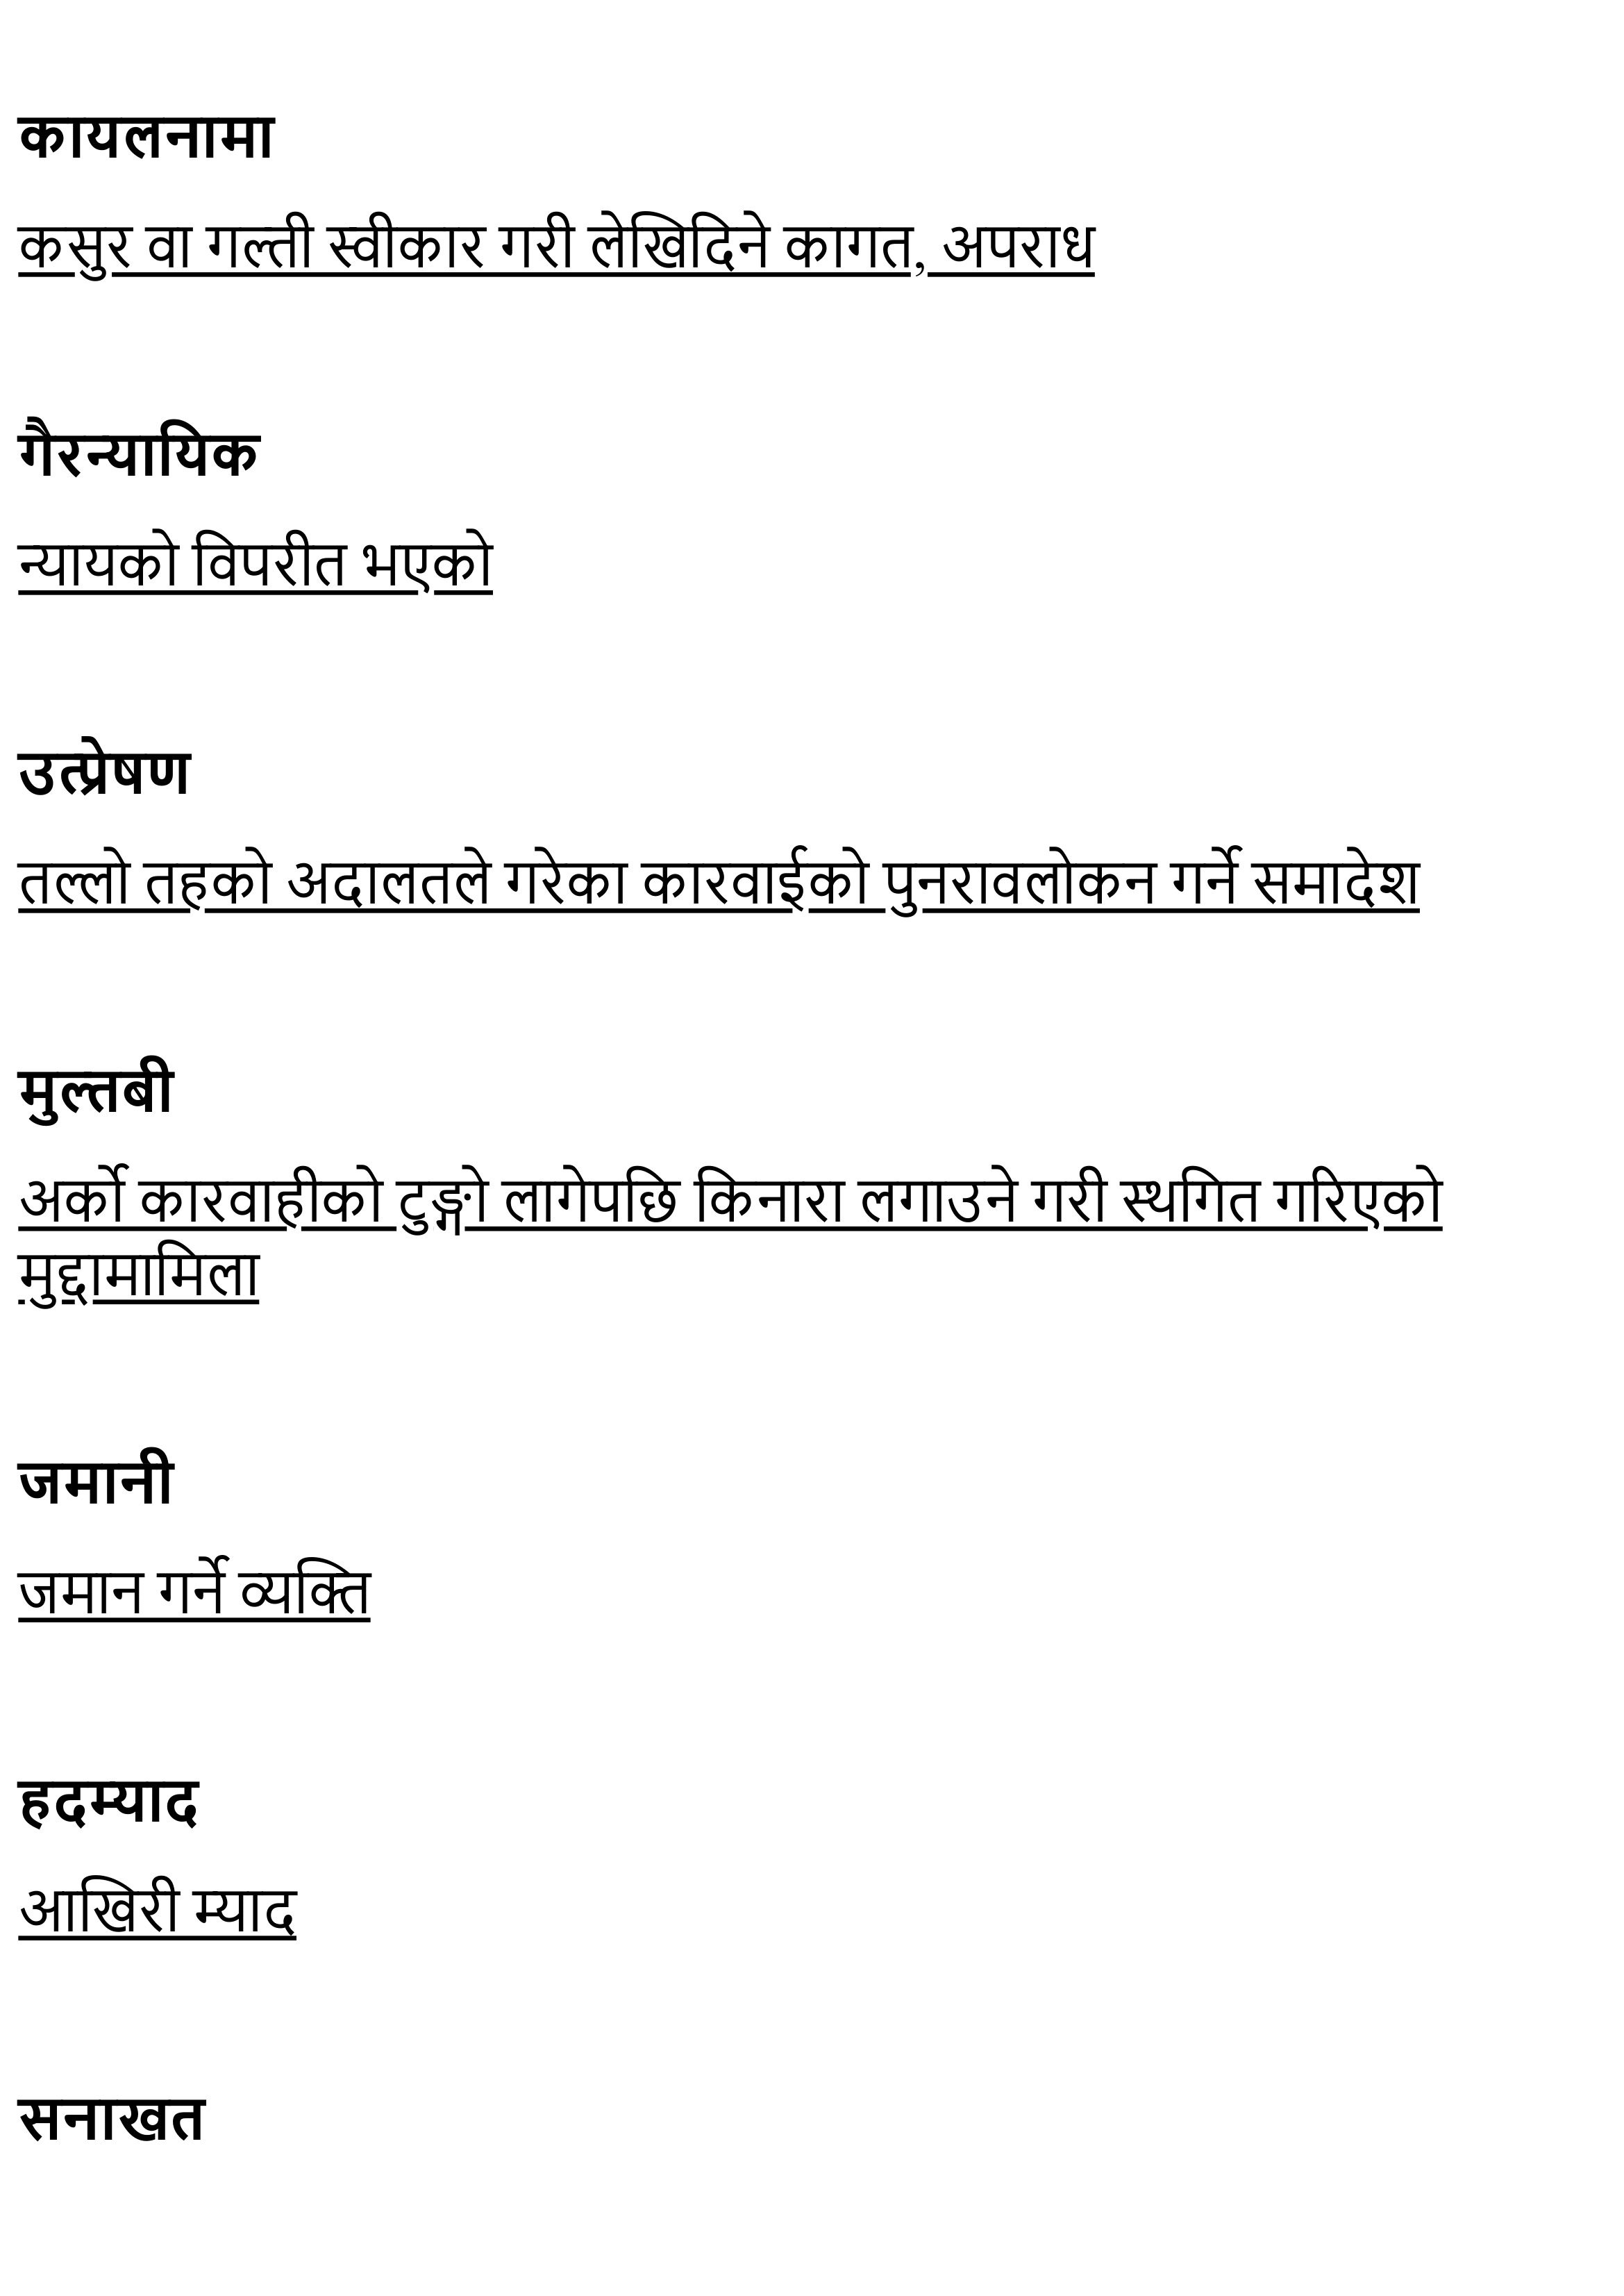 कायलनामा
कसुर वा गल्ती स्वीकार गरी लेखिदिने कागत, अपराध
गैरन्यायिक
न्यायको विपरीत भएको
उत्प्रेषण
तल्लो तहको अदालतले गरेका कारवाईको पुनरावलोकन गर्ने समादेश
मुल्तबी
अर्को कारवाहीको टुङ्गो लागेपछि किनारा लगाउने गरी स्थगित गरिएको
मुद्दामामिला
जमानी
जमान गर्ने व्यक्ति
हदम्याद
आखिरी म्याद
सनाखत